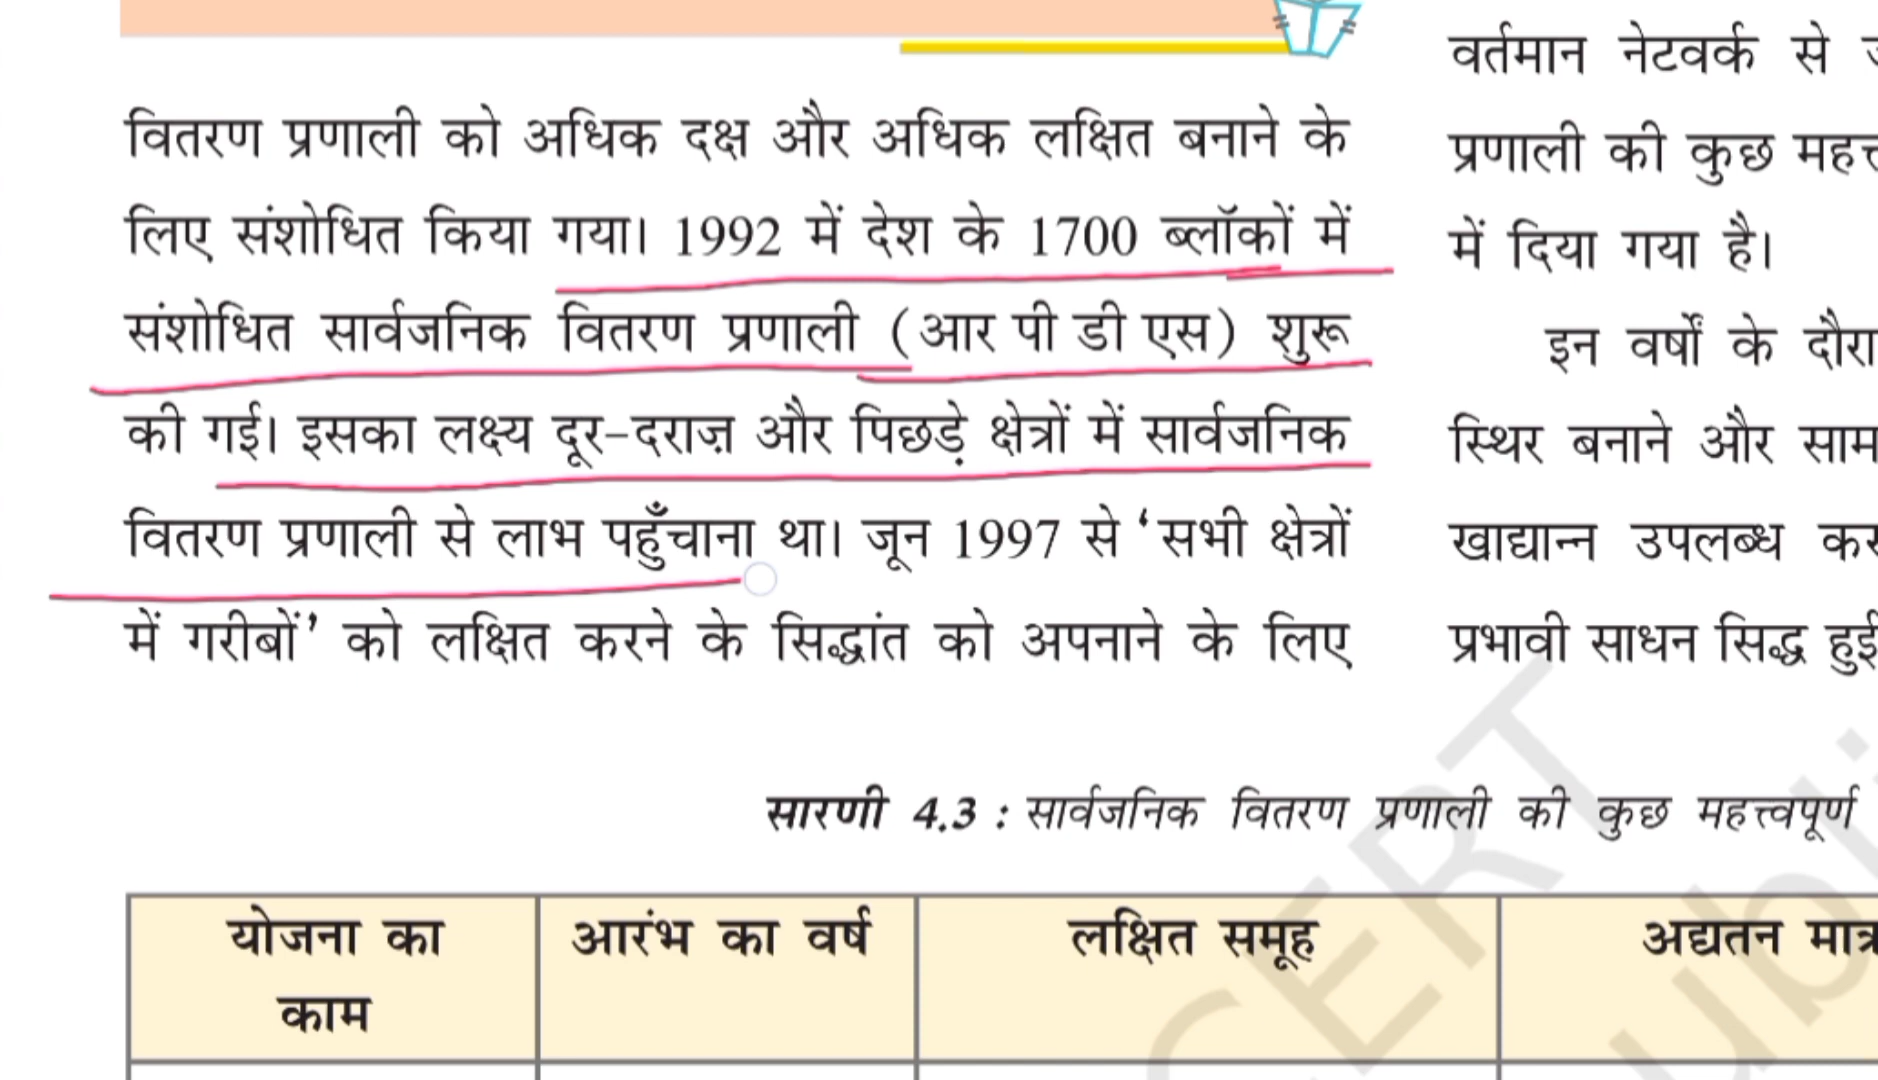 वितरण प्रणाली को अधिक दक्ष और अधिक लक्षित बनाने के
लिए संशोधित किया गया। 1992 में देश के 1700 ब्लॉकों में
संशोधित सार्वजनिक वितरण प्रणाली (आर पी डी एस) शुरू
की गई। इसका लक्ष्य दूर-दराज़ और पिछड़े क्षेत्रों में सार्वजनिक
वितरण प्रणाली से लाभ पहुँचाना था। जून 1997 से ‘सभी क्षेत्रों
में गरीबों’ को लक्षित करने के सिद्धांत को अपनाने के लिए
वर्तमान नेटवर्क से
प्रणाली की कुछ
में दिया गया है।
इन वर्षों के
स्थिर बनाने और
खाद्यान्न उपलब्ध
प्रभावी साधन सिद्ध हुई
सारणी 4.3 : सार्वजनिक वितरण प्रणाली की कुछ महत्त्वपूर्ण
योजना का
काम
आरंभ का वर्ष
लक्षित समूह
अद्यतन